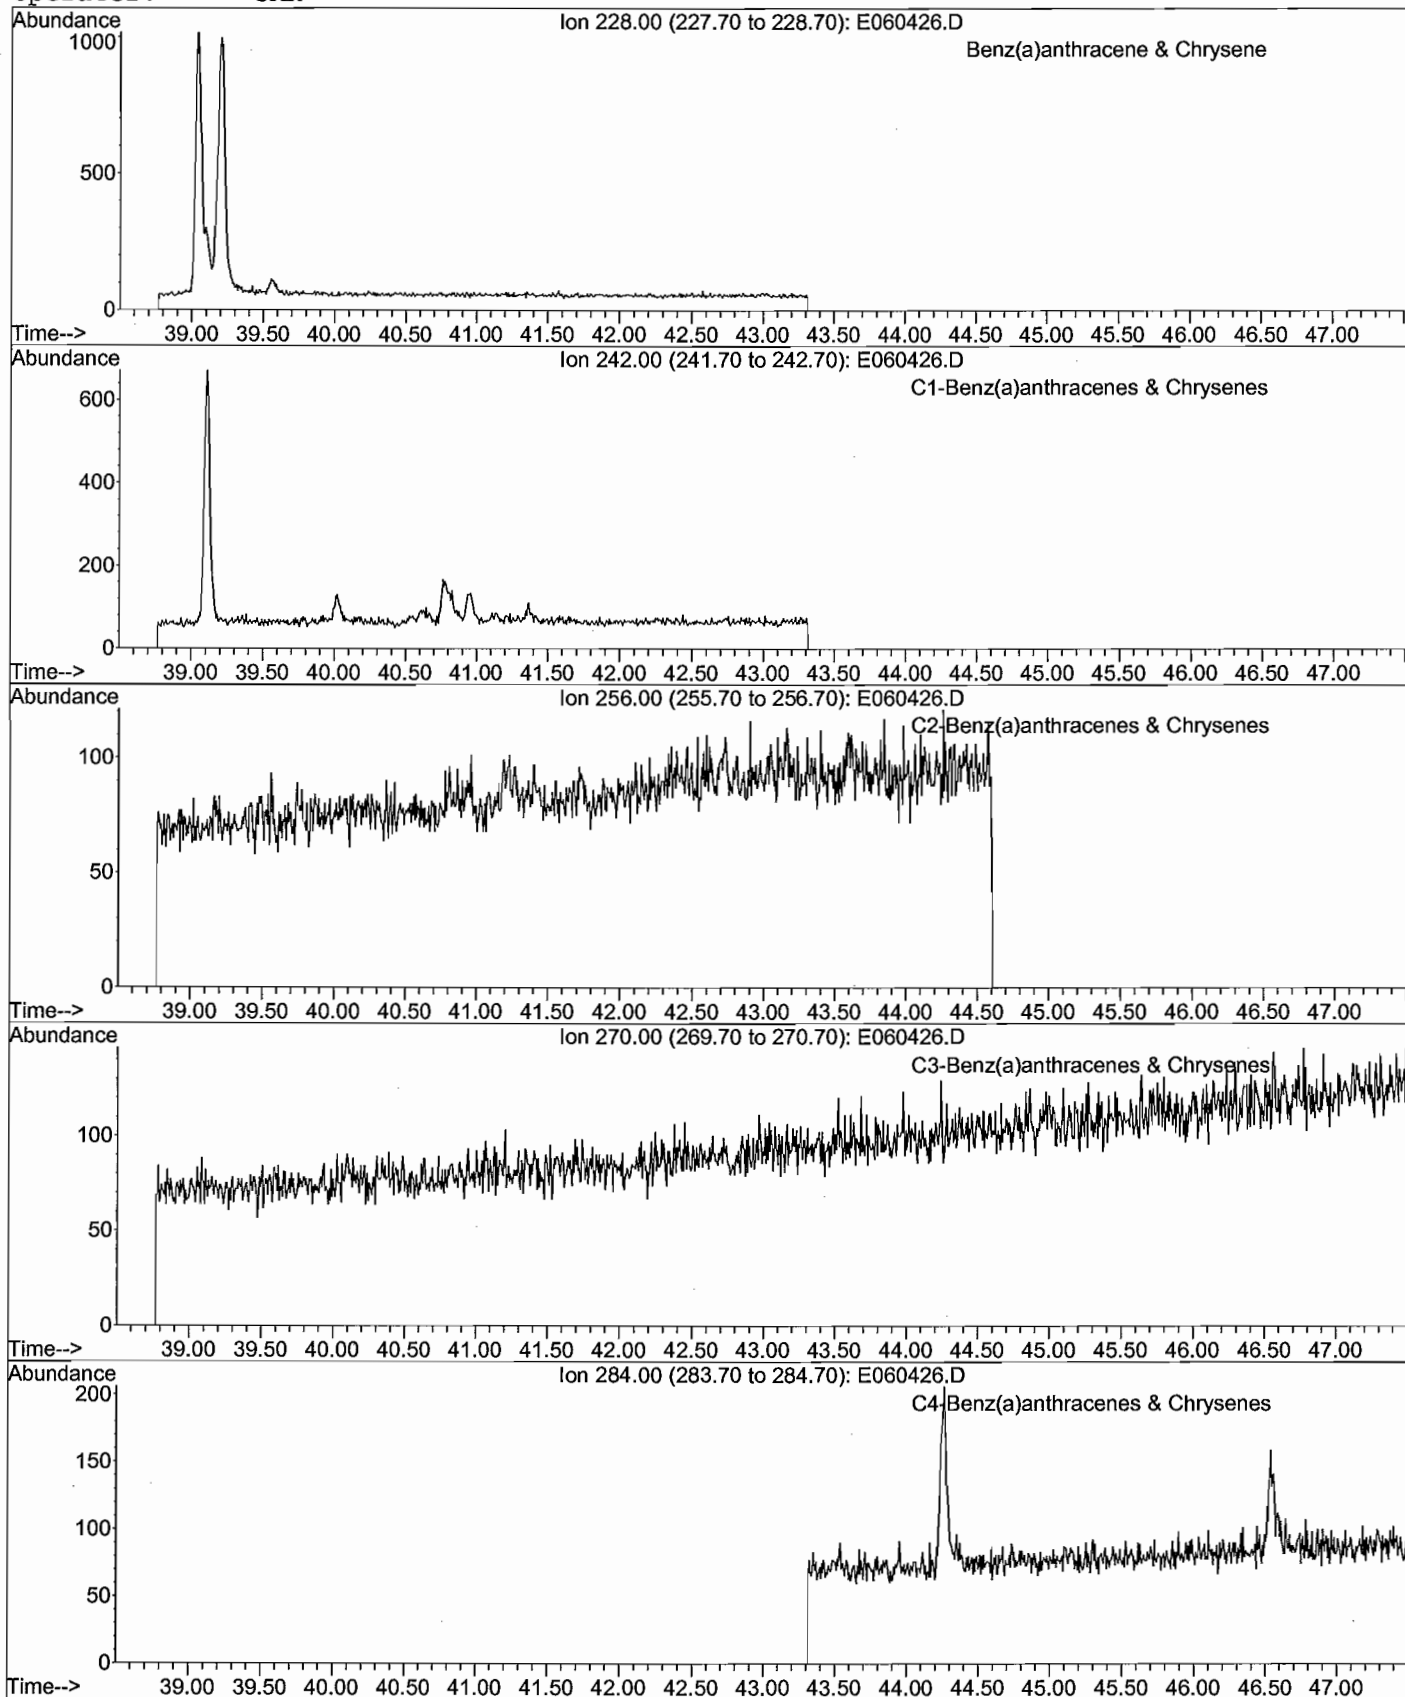 Abundance
Ion 228.00 (227.70 to 228.70): E060426.D
Benz(a)anthracene & Chrysene
1000
500
0
Time-->
39.00 39.50 40.00 40.50 41.00 41.50 42.00 42.50 43.00 43.50 44.00 44.50 45.00 45.50 46.00 46.50 47.00
Abundance
Ion 242.00 (241.70 to 242.70): E060426.D
C1-Benz(a)anthracenes & Chrysenes
600
400
200
0
Time-->
39.00 39.50 40.00 40.50 41.00 41.50 42.00 42.50 43.00 43.50 44.00 44.50 45.00 45.50 46.00 46.50 47.00
Abundance
Ion 256.00 (255.70 to 256.70): E060426.D
C2-Benz(a)anthracenes & Chrysenes
100
50
0
Time-->
39.00 39.50 40.00 40.50 41.00 41.50 42.00 42.50 43.00 43.50 44.00 44.50 45.00 45.50 46.00 46.50 47.00
Abundance
Ion 270.00 (269.70 to 270.70): E060426.D
C3-Benz(a)anthracenes & Chrysenes
100
50
0
Time-->
39.00 39.50 40.00 40.50 41.00 41.50 42.00 42.50 43.00 43.50 44.00 44.50 45.00 45.50 46.00 46.50 47.00
Abundance
Ion 284.00 (283.70 to 284.70): E060426.D
C4-Benz(a)anthracenes & Chrysenes
200
150
100
50
0
Time-->
39.00 39.50 40.00 40.50 41.00 41.50 42.00 42.50 43.00 43.50 44.00 44.50 45.00 45.50 46.00 46.50 47.00